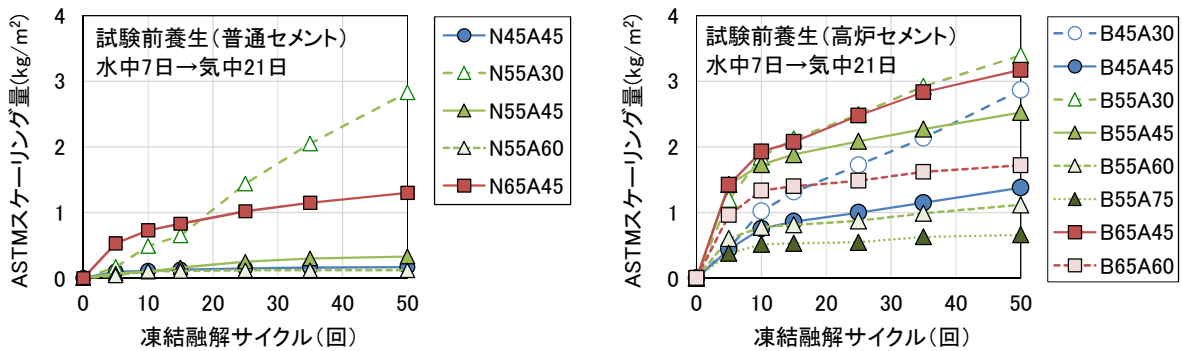 試験前養生(普通セメント)
水中7日→気中21日
ASTMスケーリング量(kg/m²)
4
3
2
1
0
0 10 20 30 40 50
凍結融解サイクル(回)
N45A45
N55A30
N55A45
N55A60
N65A45
試験前養生(高炉セメント)
水中7日→気中21日
ASTMスケーリング量(kg/m²)
4
3
2
1
0
0 10 20 30 40 50
凍結融解サイクル(回)
B45A30
B45A45
B55A30
B55A45
B55A60
B55A75
B65A45
B65A60